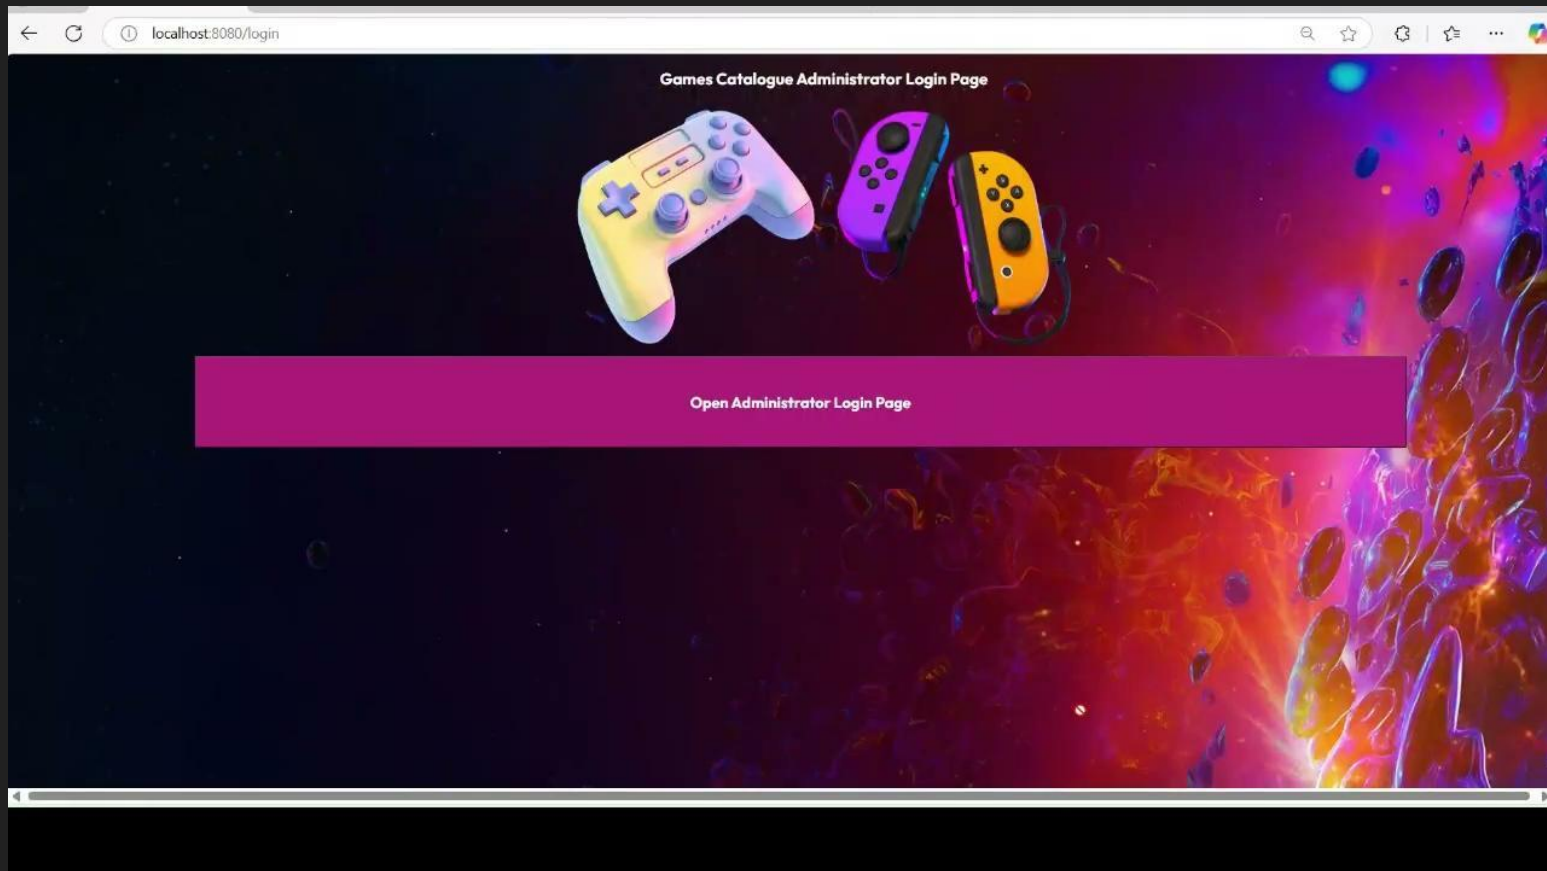 localhost:8080/login
Games Catalogue Administrator Login Page
Open Administrator Login Page